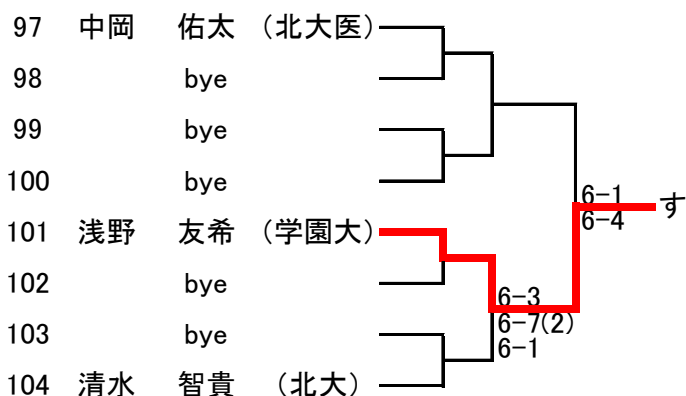 97 中岡 佑太 (北大医)
98 bye
99 bye
100 bye
6-1
6-4
す
101 浅野 友希 (学園大)
102 bye
6-3
6-7(2)
6-1
103 bye
104 清水 智貴 (北大)